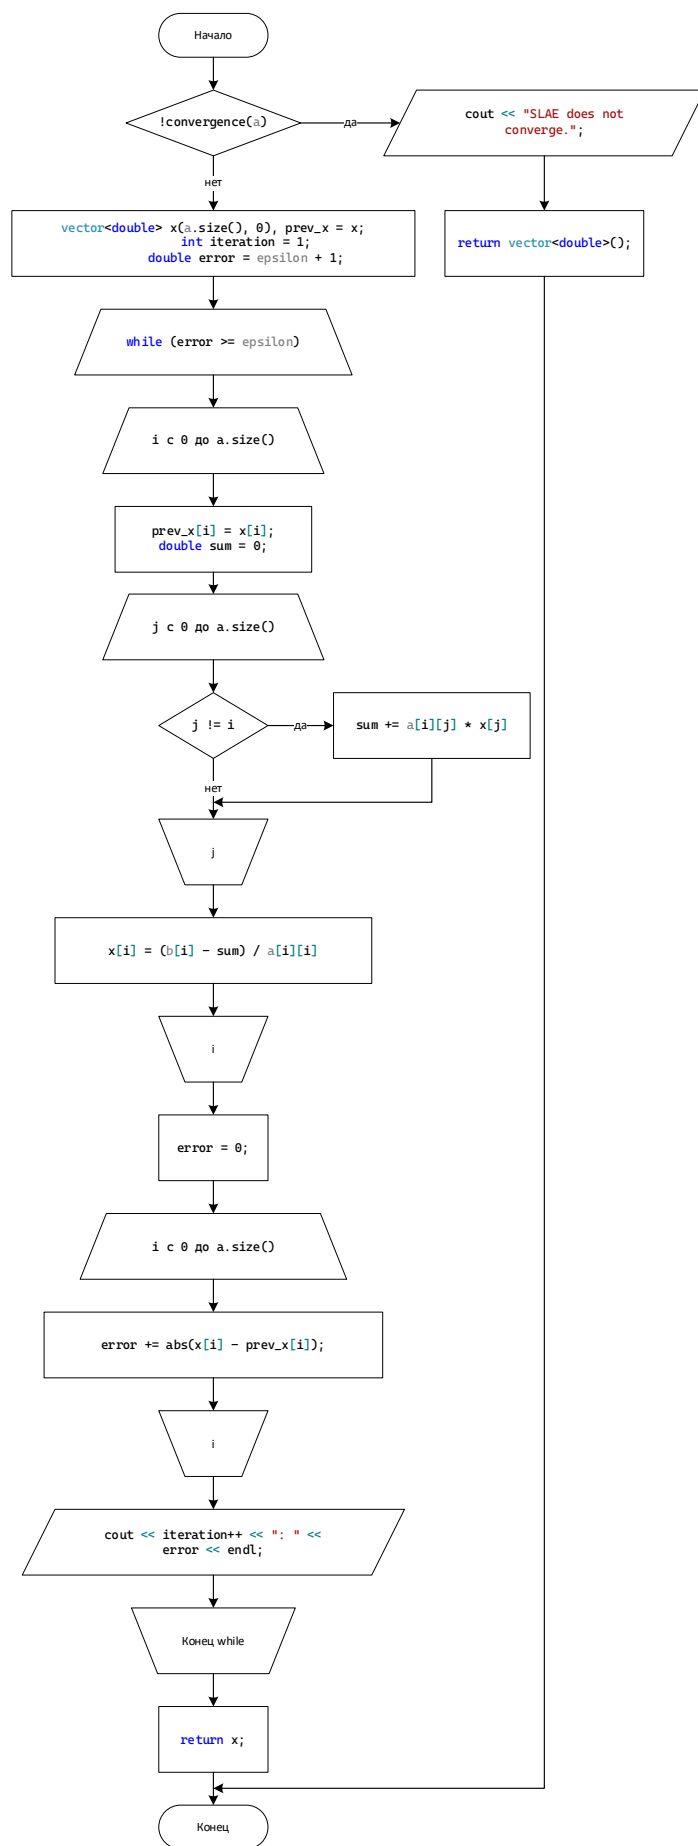 Начало
!convergence(a)
да
cout << "SLAE does not
converge.";
нет
vector<double> x(a.size(), 0), prev_x = x;
int iteration = 1;
double error = epsilon + 1;
return vector<double>();
while (error >= epsilon)
i с 0 до a.size()
prev_x[i] = x[i];
double sum = 0;
j с 0 до a.size()
j != i
да
sum += a[i][j] * x[j]
нет
j
x[i] = (b[i] - sum) / a[i][i]
i
error = 0;
i с 0 до a.size()
error += abs(x[i] - prev_x[i]);
i
cout << iteration++ << ": " <<
error << endl;
Конец while
return x;
Конец